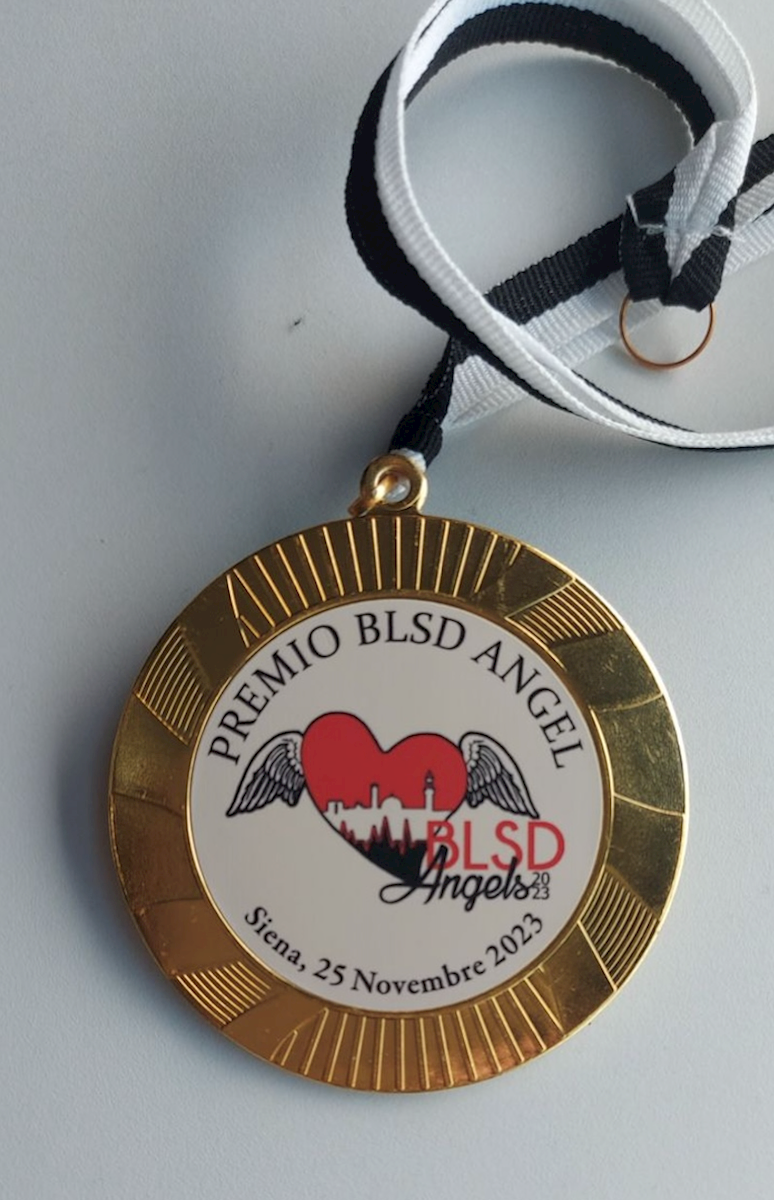 PREMIO BLSD ANGEL
BLSD
Angels 20
23
Siena, 25 Novembre 2023